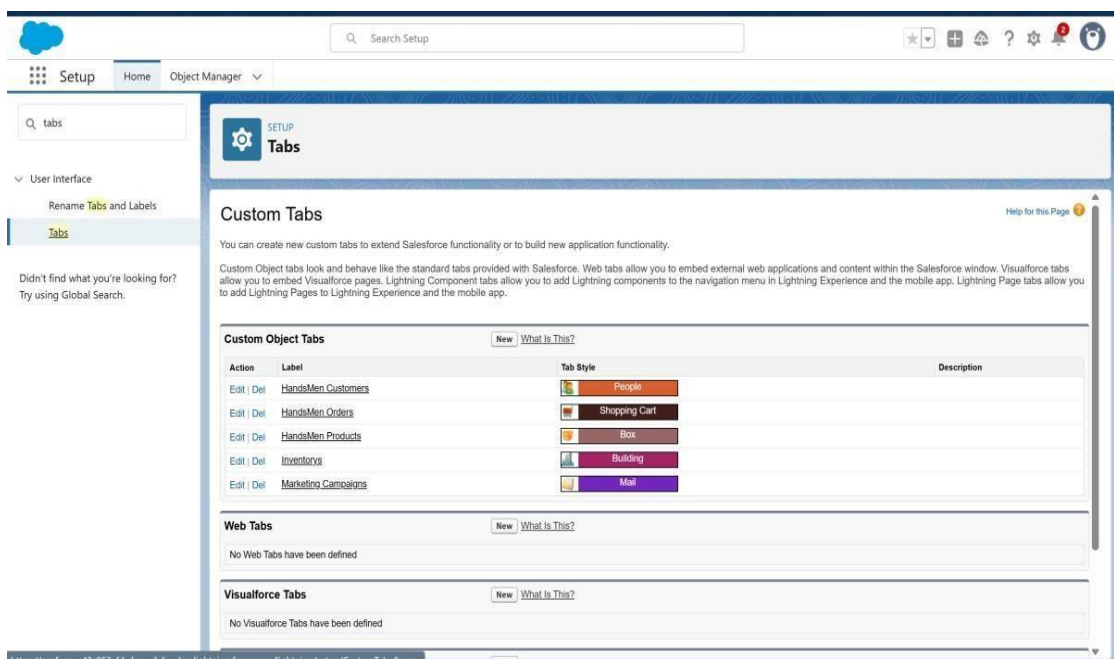 Search Setup
2
Setup
Home
Object Manager
tabs
User Interface
Rename Tabs and Labels
Tabs
Didn't find what you're looking for?
Try using Global Search.
SETUP
Tabs
Custom Tabs
Help for this Page
You can create new custom tabs to extend Salesforce functionality or to build new application functionality.
Custom Object tabs look and behave like the standard tabs provided with Salesforce. Web tabs allow you to embed external web applications and content within the Salesforce window. Visualforce tabs
allow you to embed Visualforce pages. Lightning Component tabs allow you to add Lightning components to the navigation menu in Lightning Experience and the mobile app. Lightning Page tabs allow you
to add Lightning Pages to Lightning Experience and the mobile app.
Custom Object Tabs New What Is This?
Action Label Tab Style Description
Edit | Del HandsMen Customers People
Edit | Del HandsMen Orders Shopping Cart
Edit | Del HandsMen Products Box
Edit | Del Inventorys Building
Edit | Del Marketing Campaigns Mail
Web Tabs New What Is This?
No Web Tabs have been defined
Visualforce Tabs New What Is This?
No Visualforce Tabs have been defined